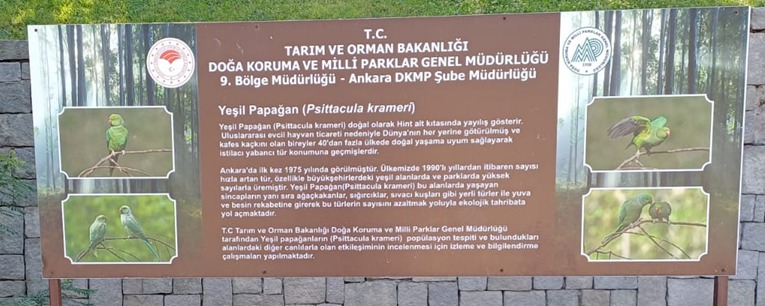 T.C.
TARIM VE ORMAN BAKANLIĞI
DOĞA KORUMA VE MİLLİ PARKLAR GENEL MÜDÜRLÜĞÜ
9. Bölge Müdürlüğü - Ankara DKMP Şube Müdürlüğü
Yeşil Papağan (Psittacula krameri)
Yeşil Papağan (Psittacula krameri) doğal olarak Hint alt kıtasında yayılış gösterir.
Uluslararası evcil hayvan ticareti nedeniyle Dünya'nın her yerine götürülmüş ve
kafes kaçkını olan bireyler 40'dan fazla ülkede doğal yaşama uyum sağlayarak
istilacı yabancı tür konumuna geçmişlerdir.
Ankara'da ilk kez 1975 yılında görülmüştür. Ülkemizde 1990'lı yıllardan itibaren sayısı
hızla artan tür, özellikle büyükşehirlerdeki yeşil alanlarda ve parklarda yüksek
sayılarla üremiştir. Yeşil Papağan(Psittacula krameri) bu alanlarda yaşayan
sincapların yanı sıra ağaçkakanlar, sığırcıklar, sıvacı kuşları gibi yerli türler ile yuva
ve besin rekabetine girerek bu türlerin sayısını azaltmak yoluyla ekolojik tahribata
yol açmaktadır.
T.C Tarım ve Orman Bakanlığı Doğa Koruma ve Milli Parklar Genel Müdürlüğü
tarafından Yeşil papağanların (Psittacula krameri) popülasyon tespiti ve bulundukları
alanlardaki diğer canlılarla olan etkileşiminin incelenmesi için izleme ve bilgilendirme
çalışmaları yapılmaktadır.